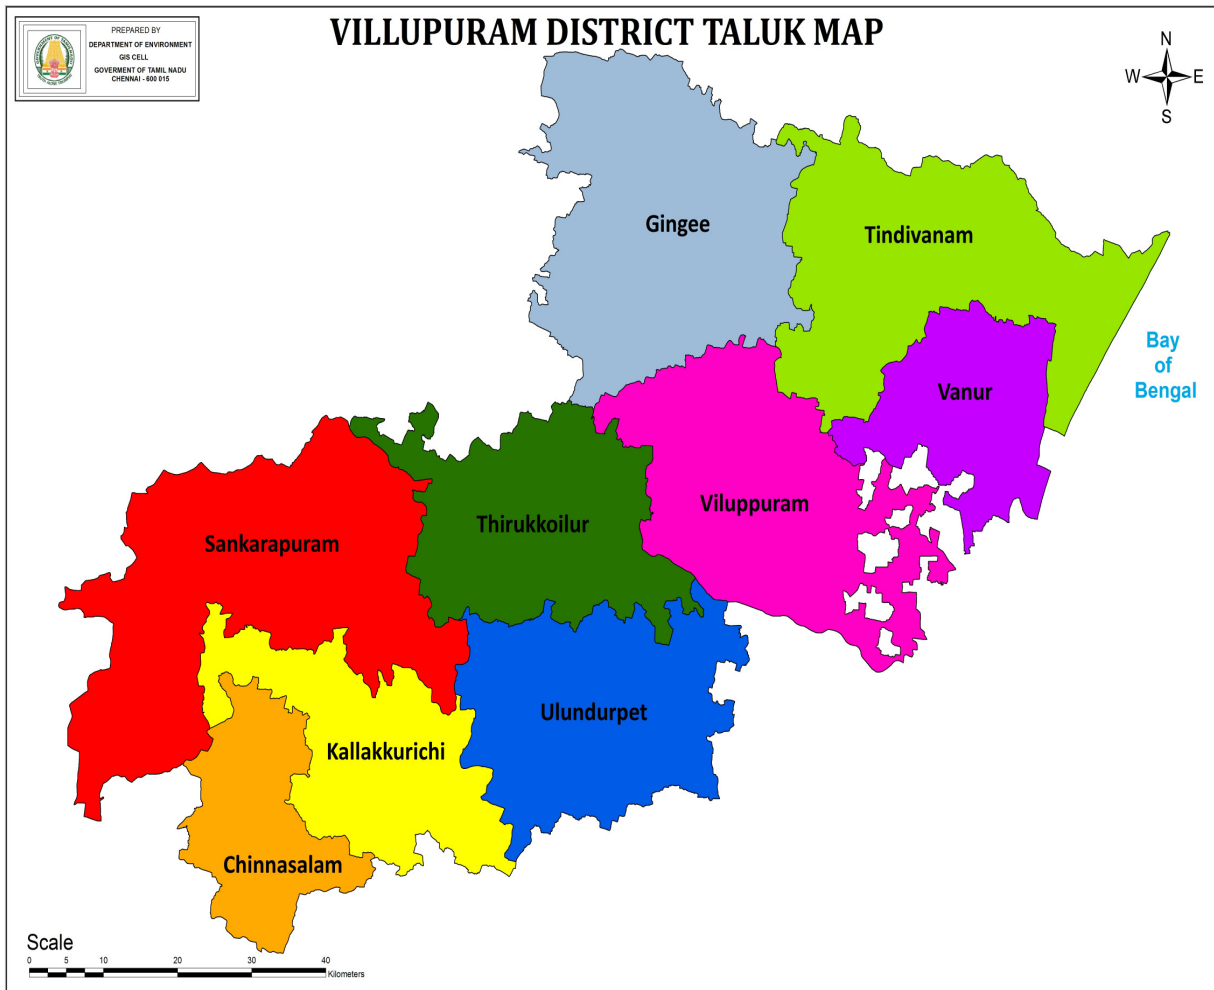 VILLUPURAM DISTRICT TALUK MAP
PREPARED BY
DEPARTMENT OF ENVIRONMENT
GIS CELL
GOVERMENT OF TAMIL NADU
CHENNAI - 600 015
N
W E
S
Gingee
Tindivanam
Bay
of
Bengal
Vanur
Viluppuram
Thirukkoilur
Sankarapuram
Ulundurpet
Kallakkurichi
Chinnasalam
Scale
0 5 10 20 30 40
Kilometers